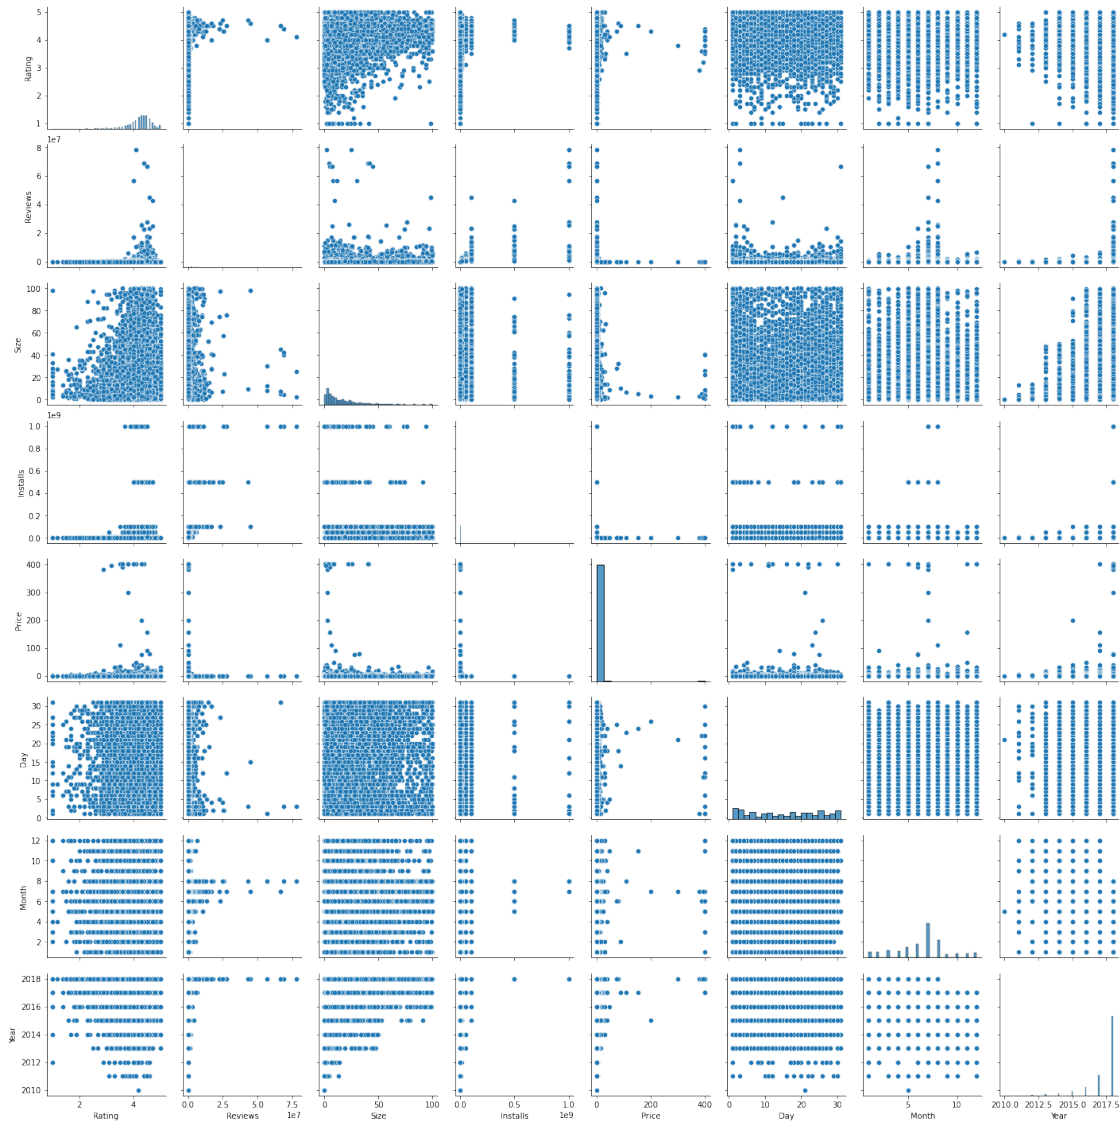 5
4
3
2
1
Rating
1e7
8
6
4
2
0
Reviews
100
80
60
40
20
0
Size
1e9
1.0
0.8
0.6
0.4
0.2
0.0
Installs
400
300
200
100
0
Price
30
25
20
15
10
5
0
Day
12
10
8
6
4
2
Month
2018
2016
2014
2012
2010
Year
2 4
Rating
0.0 2.5 5.0 7.5
1e7
Reviews
0 50 100
Size
0.0 0.5 1.0
1e9
Installs
0 200 400
Price
0 10 20 30
Day
5 10
Month
2010.0 2012.5 2015.0 2017.5
Year